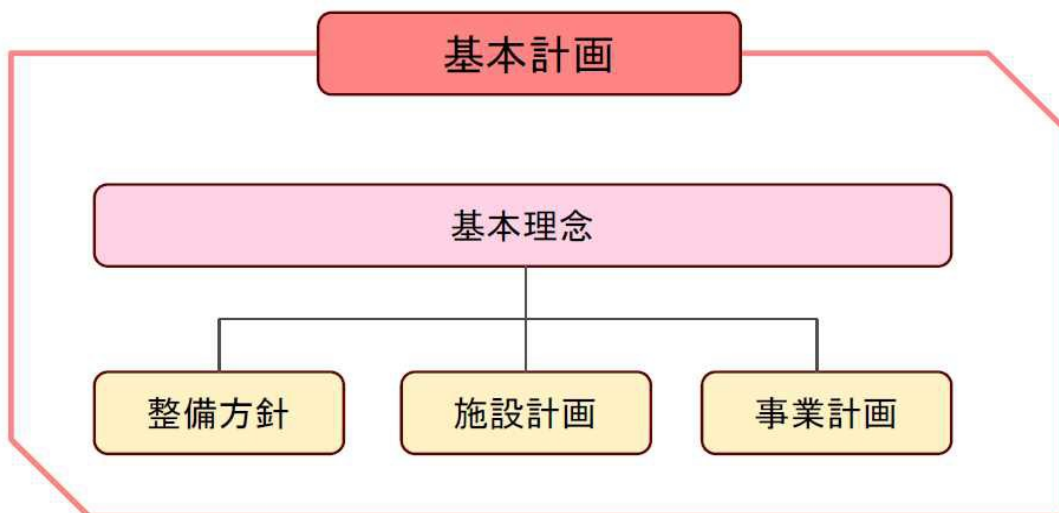 基本計画
基本理念
整備方針
施設計画
事業計画